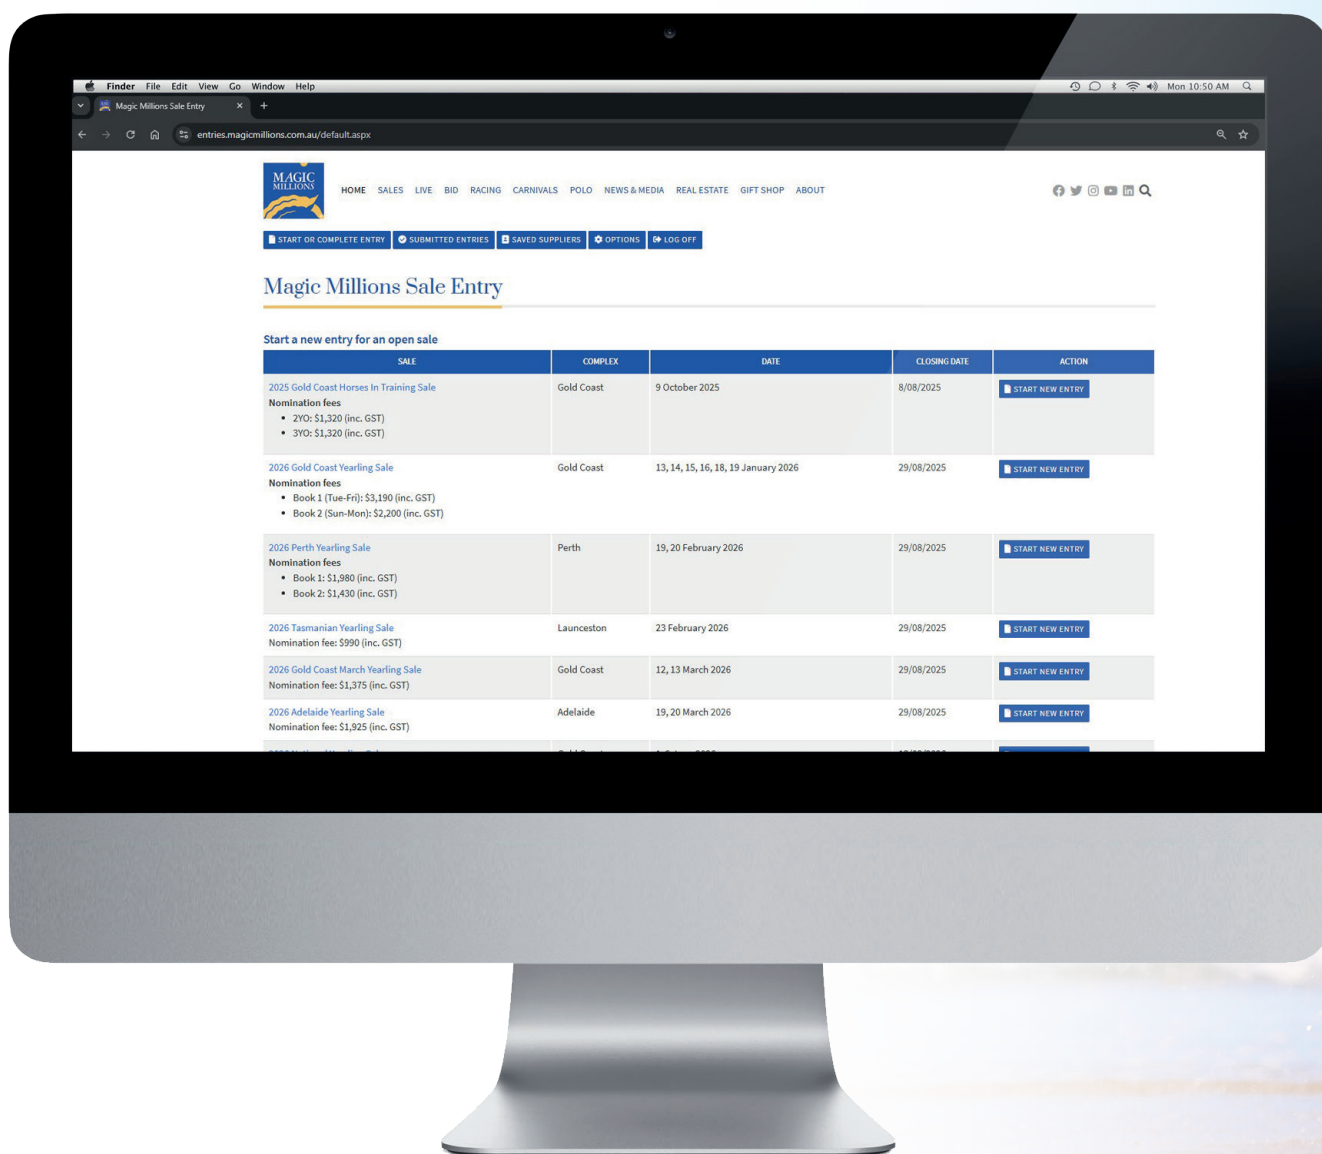 Finder File Edit View Go Window Help Mon 10:50 AM
Magic Millions Sale Entry
entries.magicmillions.com.au/default.aspx
MAGIC
MILLIONS
HOME SALES LIVE BID RACING CARNIVALS POLO NEWS & MEDIA REAL ESTATE GIFT SHOP ABOUT
START OR COMPLETE ENTRY SUBMITTED ENTRIES SAVED SUPPLIERS OPTIONS LOG OFF
Magic Millions Sale Entry
Start a new entry for an open sale
SALE COMPLEX DATE CLOSING DATE ACTION
2025 Gold Coast Horses In Training Sale Gold Coast 9 October 2025 8/08/2025 START NEW ENTRY
Nomination fees
• 2YO: $1,320 (inc. GST)
• 3YO: $1,320 (inc. GST)
2026 Gold Coast Yearling Sale Gold Coast 13, 14, 15, 16, 18, 19 January 2026 29/08/2025 START NEW ENTRY
Nomination fees
• Book 1 (Tue-Fri): $3,190 (inc. GST)
• Book 2 (Sun-Mon): $2,200 (inc. GST)
2026 Perth Yearling Sale Perth 19, 20 February 2026 29/08/2025 START NEW ENTRY
Nomination fees
• Book 1: $1,980 (inc. GST)
• Book 2: $1,430 (inc. GST)
2026 Tasmanian Yearling Sale Launceston 23 February 2026 29/08/2025 START NEW ENTRY
Nomination fee: $990 (inc. GST)
2026 Gold Coast March Yearling Sale Gold Coast 12, 13 March 2026 29/08/2025 START NEW ENTRY
Nomination fee: $1,375 (inc. GST)
2026 Adelaide Yearling Sale Adelaide 19, 20 March 2026 29/08/2025 START NEW ENTRY
Nomination fee: $1,925 (inc. GST)